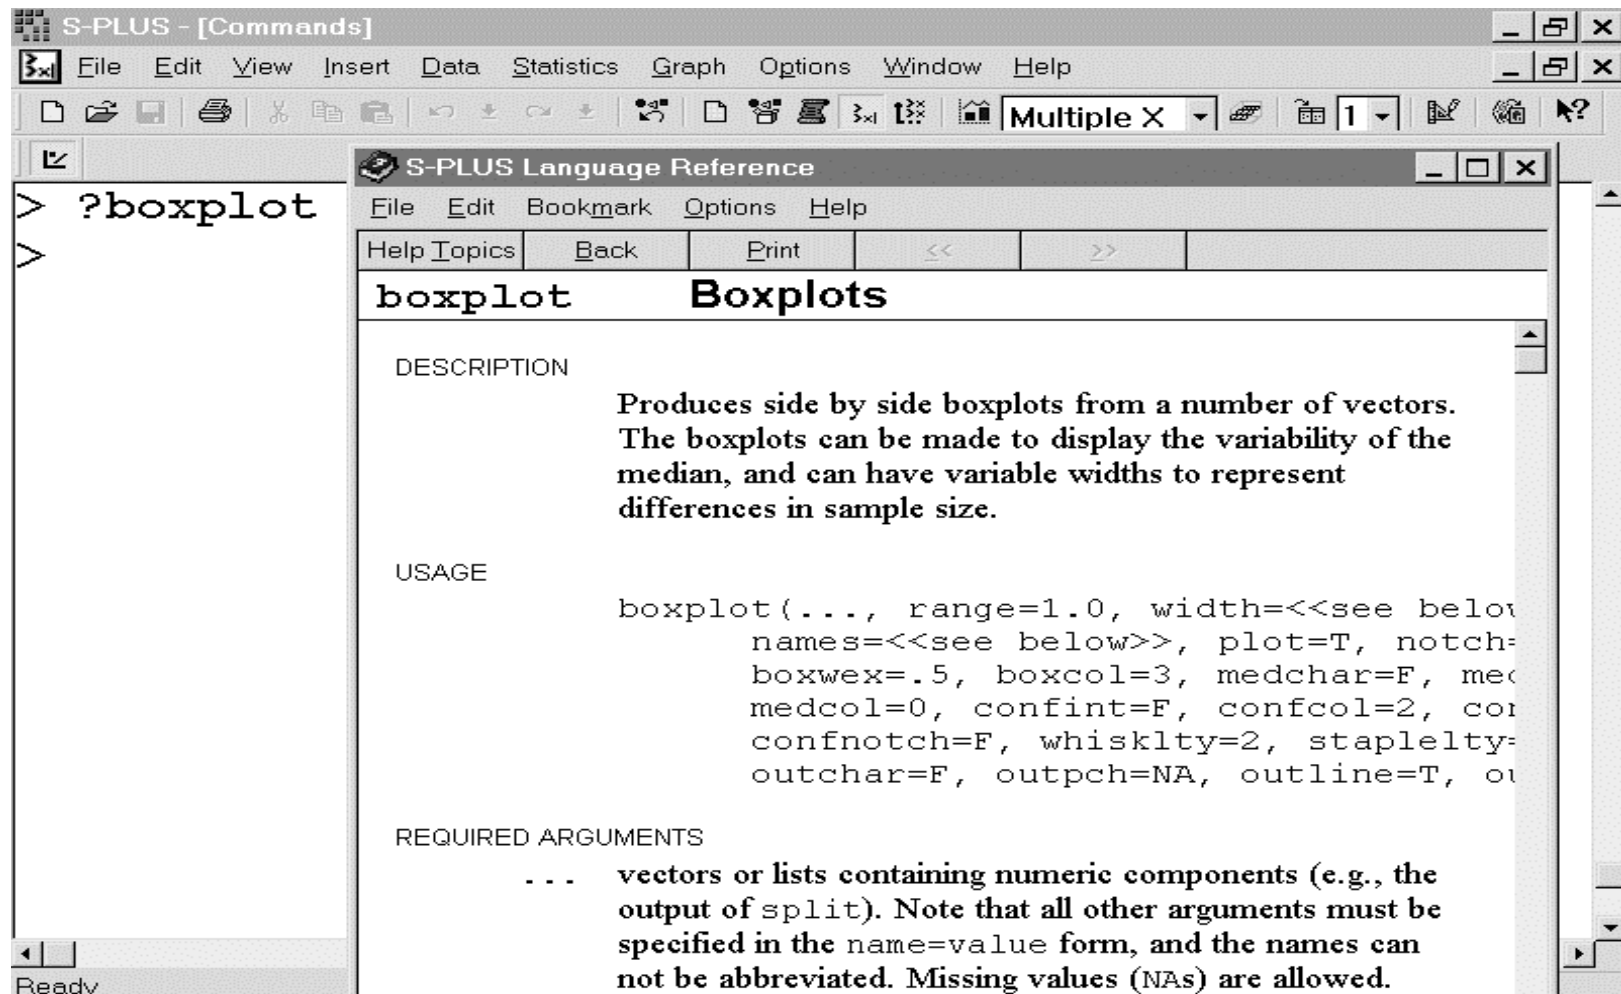 S-PLUS - [Commands]
File Edit View Insert Data Statistics Graph Options Window Help
Multiple X 1
> ?boxplot
>
S-PLUS Language Reference
File Edit Bookmark Options Help
Help Topics Back Print << >>
boxplot Boxplots
DESCRIPTION
Produces side by side boxplots from a number of vectors.
The boxplots can be made to display the variability of the
median, and can have variable widths to represent
differences in sample size.
USAGE
boxplot(..., range=1.0, width=<<see below
names=<<see below>>, plot=T, notch=
boxwex=.5, boxcol=3, medchar=F,
medcol=0, confint=F, confcol=2,
confnotch=F, whisklty=2, staplelty=
outchar=F, outpch=NA, outline=T,
REQUIRED ARGUMENTS
... vectors or lists containing numeric components (e.g., the
output of split). Note that all other arguments must be
specified in the name=value form, and the names can
not be abbreviated. Missing values (NAs) are allowed.
Ready